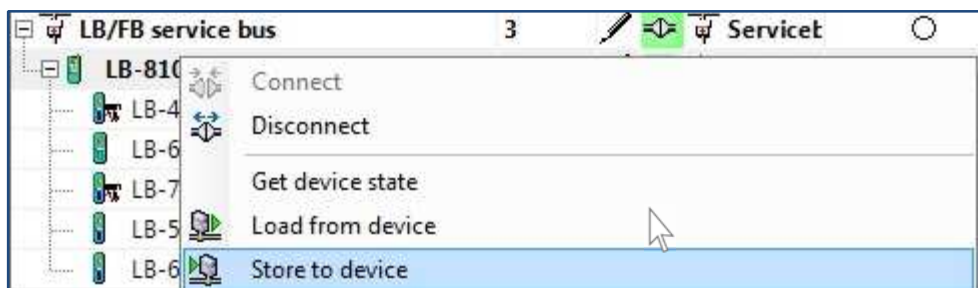 LB/FB service bus 3 Servicet
LB-810
Connect
LB-4
Disconnect
LB-6
LB-7 Get device state
LB-5 Load from device
LB-6 Store to device